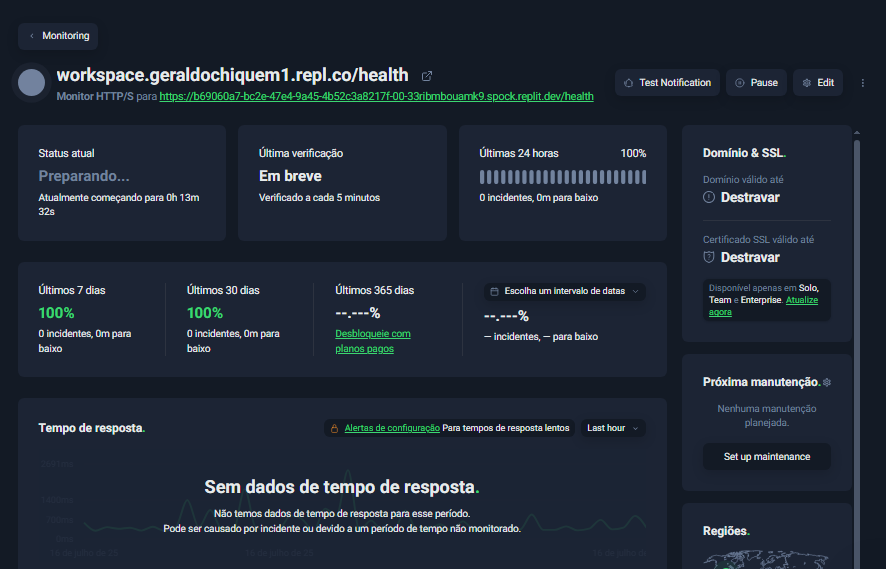 Monitoring
workspace.geraldochiquem1.repl.co/health
Monitor HTTP/S para https://b69060a7-bc2e-47e4-9a45-4b52c3a8217f-00-33ribmbouamk9.spock.replit.dev/health
Test Notification
Pause
Edit
Status atual
Preparando...
Atualmente começando para 0h 13m
32s
Última verificação
Em breve
Verificado a cada 5 minutos
Últimas 24 horas 100%
0 incidentes, 0m para baixo
Domínio & SSL.
Domínio válido até
Destravar
Certificado SSL válido até
Destravar
Disponível apenas em Solo,
Team e Enterprise. Atualize
agora
Últimos 7 dias
100%
0 incidentes, 0m para
baixo
Últimos 30 dias
100%
0 incidentes, 0m para
baixo
Últimos 365 dias
--.---%
Desbloqueie com
planos pagos
Escolha um intervalo de datas
--.---%
— incidentes, — para baixo
Próxima manutenção.
Nenhuma manutenção
planejada.
Set up maintenance
Tempo de resposta.
Alertas de configuração Para tempos de resposta lentos
Last hour
Sem dados de tempo de resposta.
Não temos dados de tempo de resposta para esse período.
Pode ser causado por incidente ou devido a um período de tempo não monitorado.
Regiões.